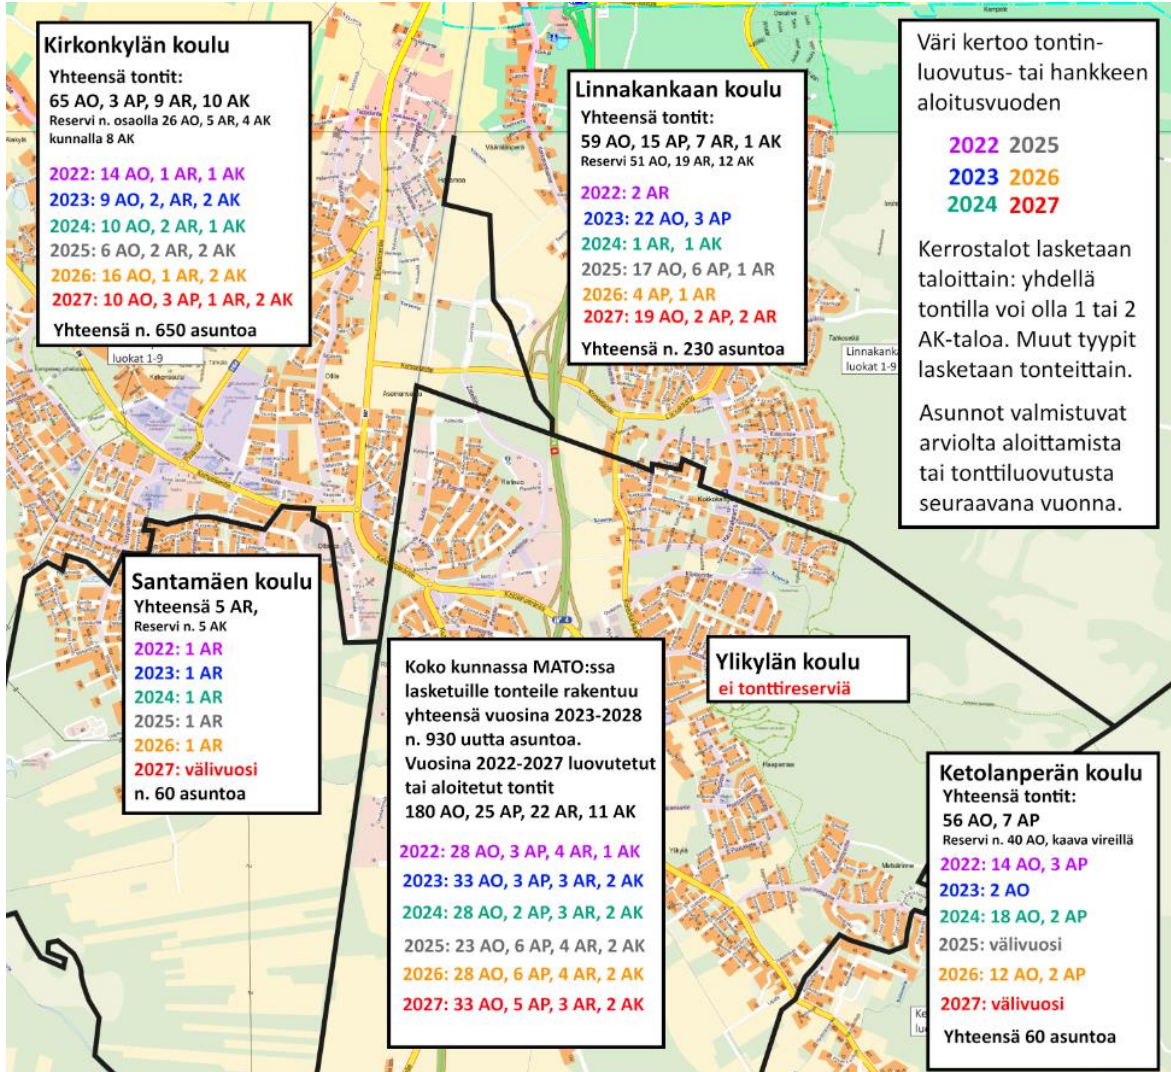 Kirkonkylän koulu
Yhteensä tontit:
65 AO, 3 AP, 9 AR, 10 AK
Reservi n. osaolla 26 AO, 5 AR, 4 AK
kunnalla 8 AK
2022: 14 AO, 1 AR, 1 AK
2023: 9 AO, 2, AR, 2 AK
2024: 10 AO, 2 AR, 1 AK
2025: 6 AO, 2 AR, 2 AK
2026: 16 AO, 1 AR, 2 AK
2027: 10 AO, 3 AP, 1 AR, 2 AK
Yhteensä n. 650 asuntoa
luokat 1-9
Linnakankaan koulu
Yhteensä tontit:
59 AO, 15 AP, 7 AR, 1 AK
Reservi 51 AO, 19 AR, 12 AK
2022: 2 AR
2023: 22 AO, 3 AP
2024: 1 AR, 1 AK
2025: 17 AO, 6 AP, 1 AR
2026: 4 AP, 1 AR
2027: 19 AO, 2 AP, 2 AR
Yhteensä n. 230 asuntoa
Linnakanka
luokat 1-9
Väri kertoo tontin-
luovutus- tai hankkeen
aloitusvuoden
2022 2025
2023 2026
2024 2027
Kerrostalot lasketaan
taloittain: yhdellä
tontilla voi olla 1 tai 2
AK-taloa. Muut tyypit
lasketaan tonteittain.
Asunnot valmistuvat
arviolta aloittamista
tai tonttiluovutusta
seuraavana vuonna.
Santamäen koulu
Yhteensä 5 AR,
Reservi n. 5 AK
2022: 1 AR
2023: 1 AR
2024: 1 AR
2025: 1 AR
2026: 1 AR
2027: välivuosi
n. 60 asuntoa
Koko kunnassa MATO:ssa
lasketuille tonteile rakentuu
yhteensä vuosina 2023-2028
n. 930 uutta asuntoa.
Vuosina 2022-2027 luovutetut
tai aloitetut tontit
180 AO, 25 AP, 22 AR, 11 AK
2022: 28 AO, 3 AP, 4 AR, 1 AK
2023: 33 AO, 3 AP, 3 AR, 2 AK
2024: 28 AO, 2 AP, 3 AR, 2 AK
2025: 23 AO, 6 AP, 4 AR, 2 AK
2026: 28 AO, 6 AP, 4 AR, 2 AK
2027: 33 AO, 5 AP, 3 AR, 2 AK
Ylikylän koulu
ei tonttireserviä
Ketolanperän koulu
Yhteensä tontit:
56 AO, 7 AP
Reservi n. 40 AO, kaava vireillä
2022: 14 AO, 3 AP
2023: 2 AO
2024: 18 AO, 2 AP
2025: välivuosi
2026: 12 AO, 2 AP
2027: välivuosi
Yhteensä 60 asuntoa